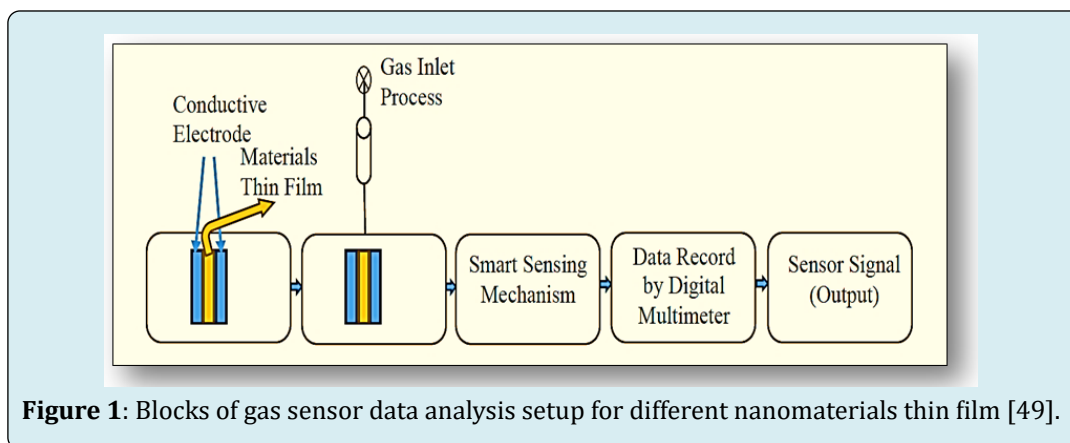 Gas Inlet
Process
Conductive
Electrode
Materials
Thin Film
Smart Sensing
Mechanism
Data Record
by Digital
Multimeter
Sensor Signal
(Output)
Figure 1: Blocks of gas sensor data analysis setup for different nanomaterials thin film [49].